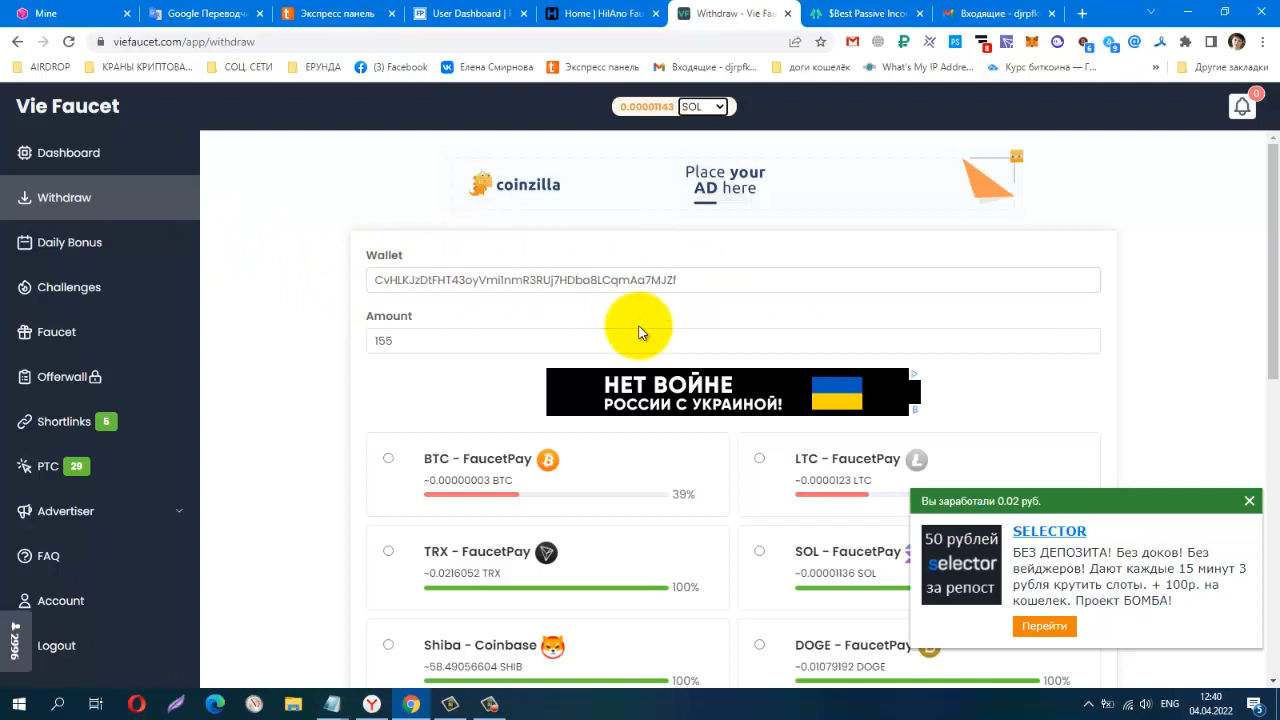 Mine
Google Переводч
Экспресс панель
User Dashboard |
Home | HilAno Fau
Withdraw - Vie Fau
$Best Passive Inco
Входящие - djrpfk
viefaucet.com/app/withdraw
AIRDROP
КРАНЫ КРИПТОВА...
СОЦ. СЕТИ
ЕРУНДА
(3) Facebook
Елена Смирнова
Экспресс панель
Входящие - djrpfk...
доги кошелёк
What's My IP Addre...
Курс биткоина — Г...
»
Другие закладки
Vie Faucet
0.00001143 SOL
0
Dashboard
Withdraw
Daily Bonus
Challenges
Faucet
Offerwall
Shortlinks 5
PTC 29
Advertiser
FAQ
Account
Logout
2996
coinzilla
Place your
AD here
Wallet
CvHLKJzDtFHT43oyVmi1nmR3RUj7HDba8LCqmAa7MJZf
Amount
155
НЕТ ВОЙНЕ
РОССИИ С УКРАИНОЙ!
BTC - FaucetPay
~0.00000003 BTC
39%
LTC - FaucetPay
~0.0000123 LTC
TRX - FaucetPay
~0.0216052 TRX
100%
SOL - FaucetPay
~0.00001136 SOL
Shiba - Coinbase
~58.49056604 SHIB
100%
DOGE - FaucetPay
~0.01079192 DOGE
100%
Вы заработали 0.02 руб.
50 рублей
selector
за репост
SELECTOR
БЕЗ ДЕПОЗИТА! Без доков! Без
вейджеров! Дают каждые 15 минут 3
рубля крутить слоты. + 100р. на
кошелек. Проект БОМБА!
Перейти
ENG
12:40
04.04.2022
5